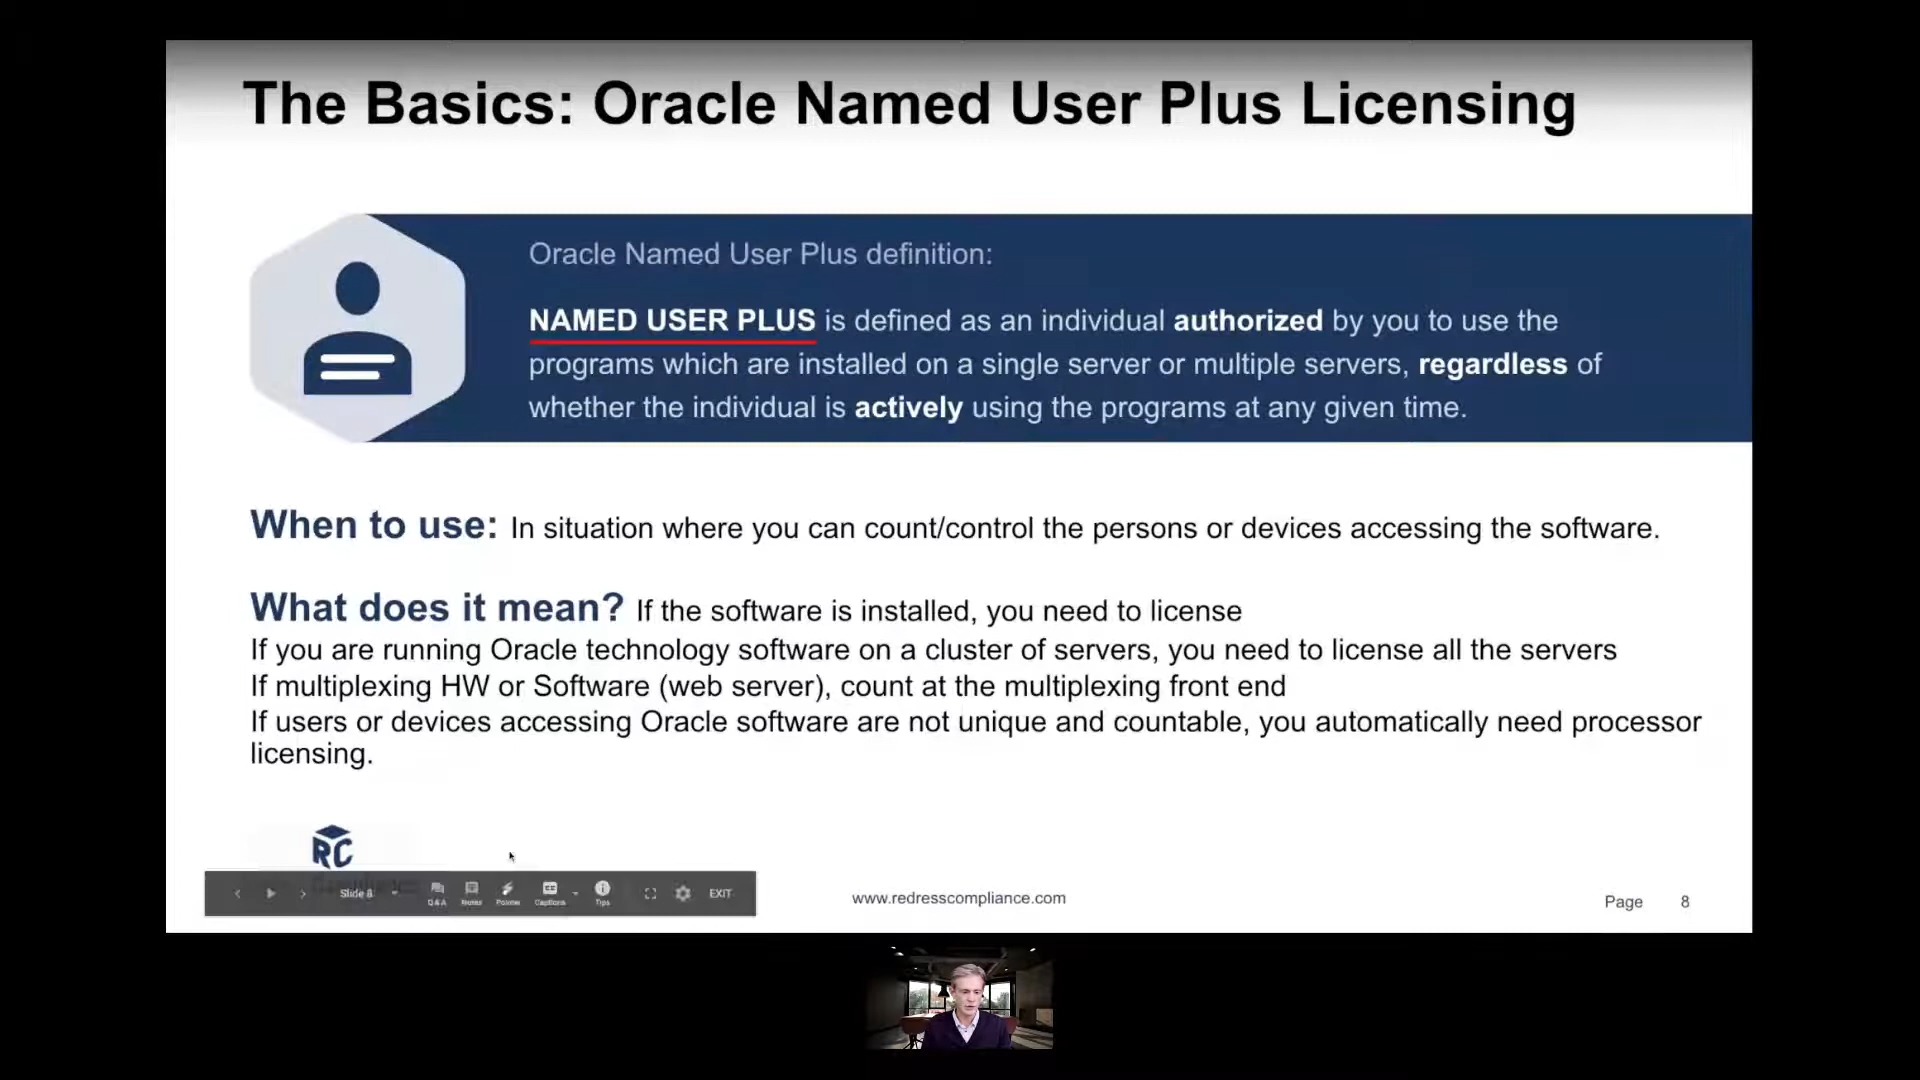 The Basics: Oracle Named User Plus Licensing
Oracle Named User Plus definition:
NAMED USER PLUS is defined as an individual authorized by you to use the
programs which are installed on a single server or multiple servers, regardless of
whether the individual is actively using the programs at any given time.
When to use: In situation where you can count/control the persons or devices accessing the software.
What does it mean? If the software is installed, you need to license
If you are running Oracle technology software on a cluster of servers, you need to license all the servers
If multiplexing HW or Software (web server), count at the multiplexing front end
If users or devices accessing Oracle software are not unique and countable, you automatically need processor
licensing.
RC
Slide 8
Q&A Notes Pointer Captions Tips EXIT
www.redresscompliance.com
Page 8